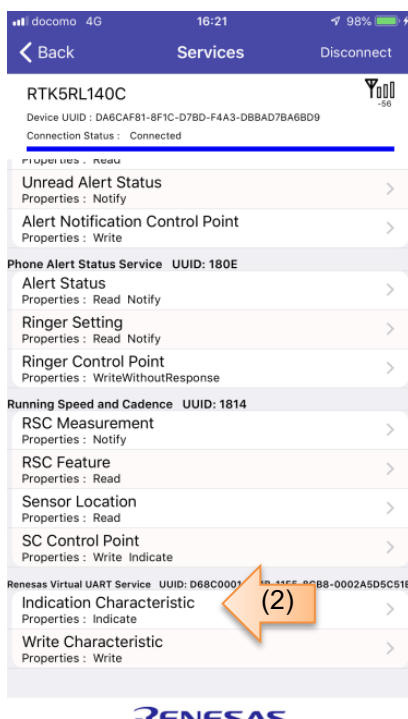 docomo 4G 16:21 98%
Back Services Disconnect
RTK5RL140C
-56
Device UUID : DA6CAF81-8F1C-D7BD-F4A3-DBBAD7BA6BD9
Connection Status : Connected
Properties : Read
Unread Alert Status
Properties : Notify
Alert Notification Control Point
Properties : Write
Phone Alert Status Service UUID: 180E
Alert Status
Properties : Read Notify
Ringer Setting
Properties : Read Notify
Ringer Control Point
Properties : WriteWithoutResponse
Running Speed and Cadence UUID: 1814
RSC Measurement
Properties : Notify
RSC Feature
Properties : Read
Sensor Location
Properties : Read
SC Control Point
Properties : Write Indicate
Renesas Virtual UART Service UUID: D68C0001 -0002A5D5C51B
Indication Characteristic
(2)
Properties : Indicate
Write Characteristic
Properties : Write
RENESAS